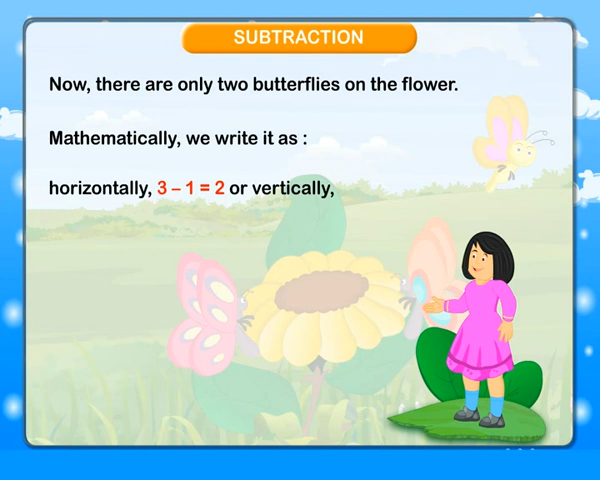 SUBTRACTION
Now, there are only two butterflies on the flower.
Mathematically, we write it as :
horizontally, 3 – 1 = 2 or vertically,